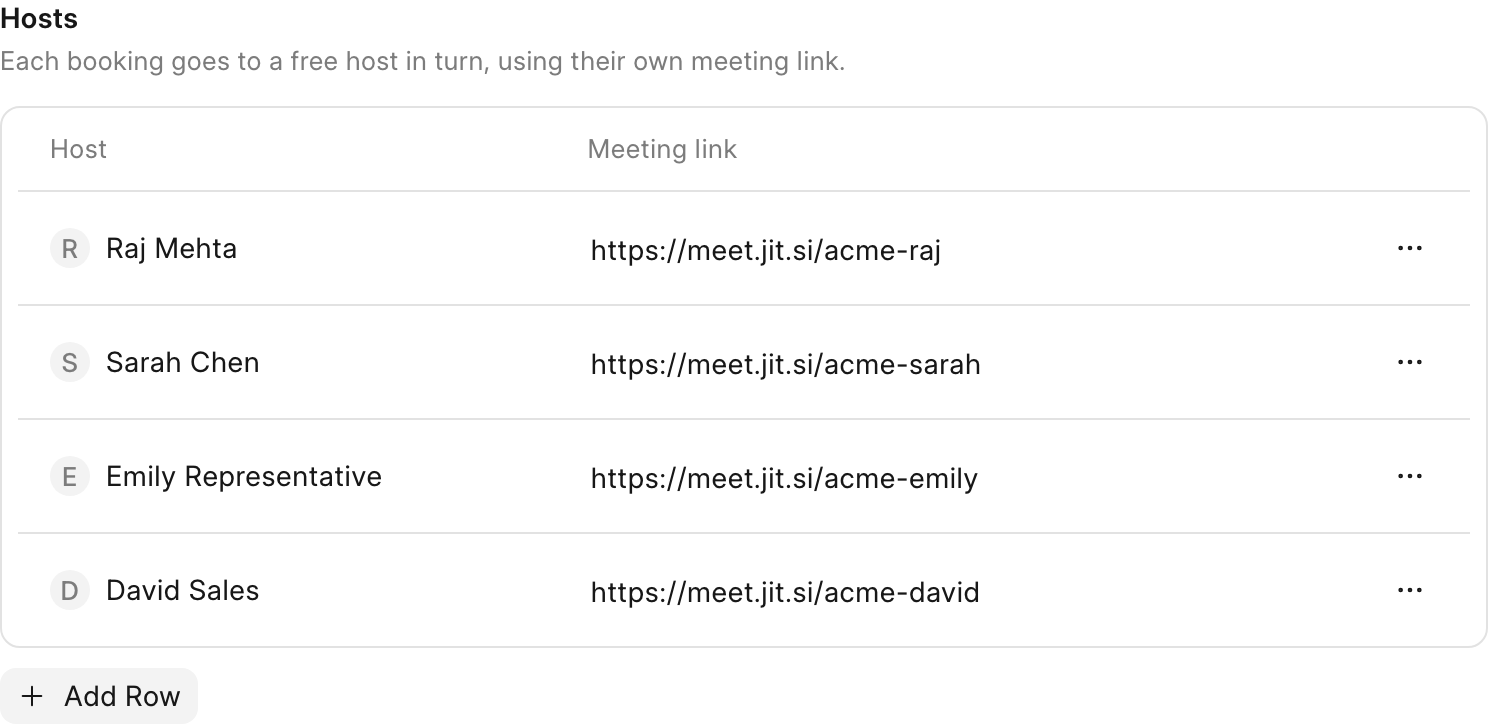 Hosts
Each booking goes to a free host in turn, using their own meeting link.
Host Meeting link
R Raj Mehta https://meet.jit.si/acme-raj ...
S Sarah Chen https://meet.jit.si/acme-sarah ...
E Emily Representative https://meet.jit.si/acme-emily ...
D David Sales https://meet.jit.si/acme-david ...
+ Add Row